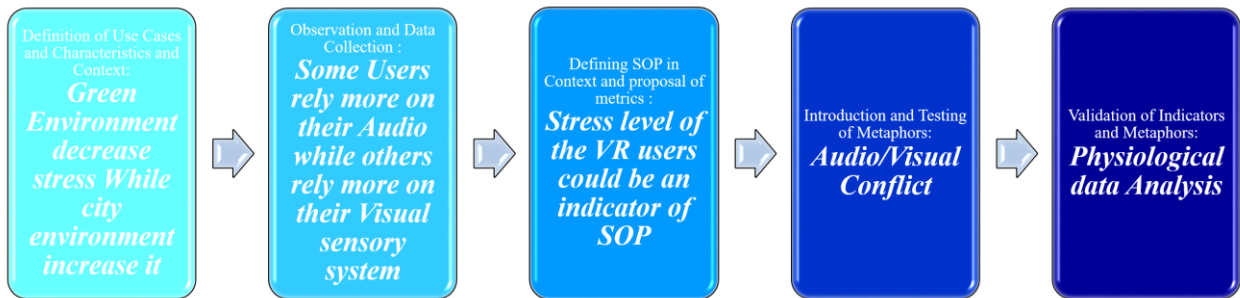 Definition of Use Cases
and Characteristics and
Context:
Green
Environment
decrease
stress While
city
environment
increase it
Observation and Data
Collection :
Some Users
rely more on
their Audio
while others
rely more on
their Visual
sensory
system
Defining SOP in
Context and proposal of
metrics :
Stress level of
the VR users
could be an
indicator of
SOP
Introduction and Testing
of Metaphors:
Audio/Visual
Conflict
Validation of Indicators
and Metaphors:
Physiological
data Analysis